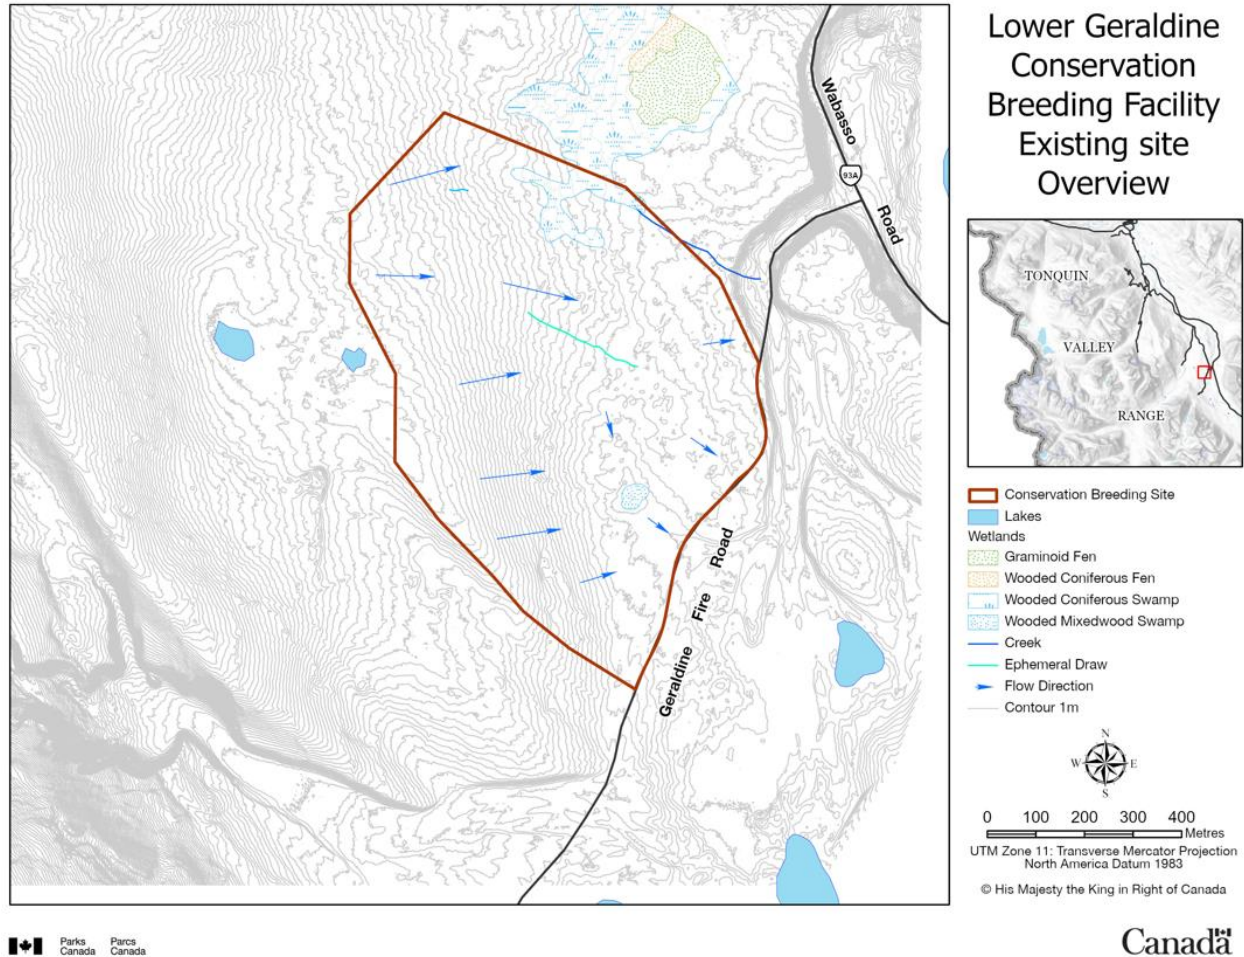 Lower Geraldine
Conservation
Breeding Facility
Existing site
Overview
Wabasso
93A
Road
Geraldine Fire Road
TONQUIN
VALLEY
RANGE
Conservation Breeding Site
Lakes
Wetlands
Graminoid Fen
Wooded Coniferous Fen
Wooded Coniferous Swamp
Wooded Mixedwood Swamp
Creek
Ephemeral Draw
Flow Direction
Contour 1m
N
W E
S
0 100 200 300 400
Metres
UTM Zone 11: Transverse Mercator Projection
North America Datum 1983
© His Majesty the King in Right of Canada
Parks Parcs
Canada Canada
Canada